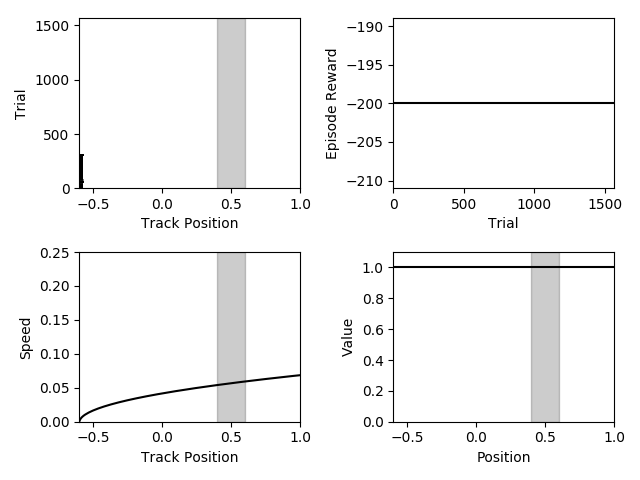 1500
1000
500
0
Trial
−0.5 0.0 0.5 1.0
Track Position
−190
−195
−200
−205
−210
Episode Reward
0 500 1000 1500
Trial
0.25
0.20
0.15
0.10
0.05
0.00
Speed
−0.5 0.0 0.5 1.0
Track Position
1.0
0.8
0.6
0.4
0.2
0.0
Value
−0.5 0.0 0.5 1.0
Position